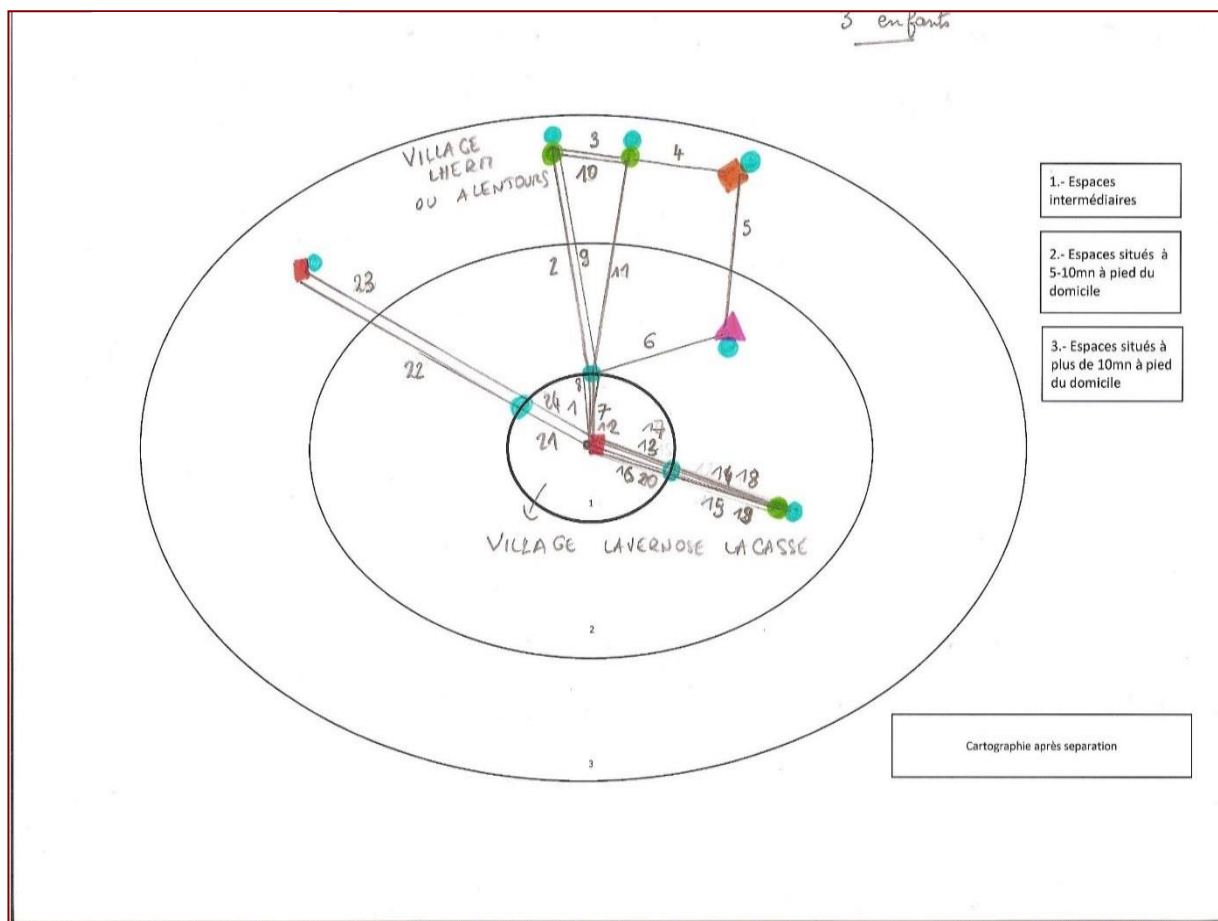 3 enfants
VILLAGE
LHERM
OU ALENTOURS
3
4
10
5
2
9
11
23
22
6
8
24
1
7
12
17
13
21
16 20
14 18
15 19
1
VILLAGE LAVERNOSE LACASSE
2
3
1.- Espaces
intermédiaires
2.- Espaces situés à
5-10mn à pied du
domicile
3.- Espaces situés à
plus de 10mn à pied
du domicile
Cartographie après separation